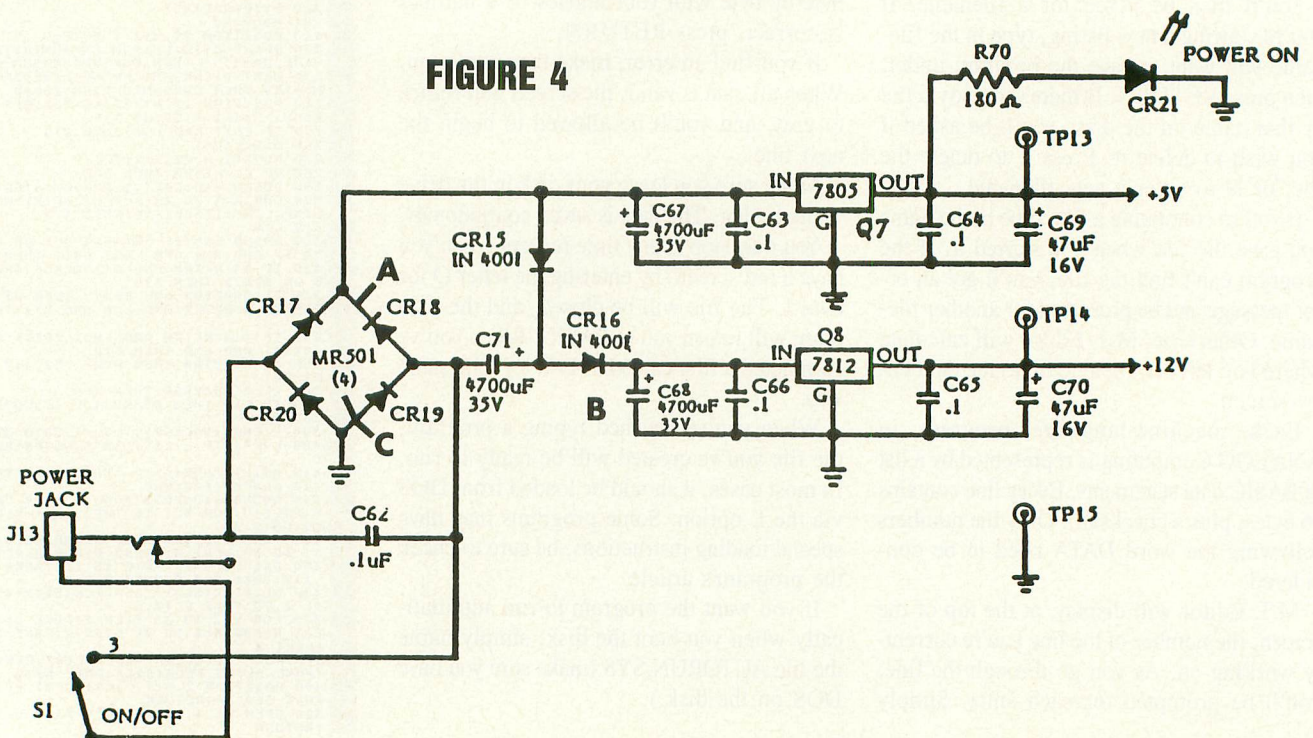 FIGURE 4
POWER ON
R70
180 Ω
CR21
TP13
IN
7805
OUT
+5V
G
Q7
C67
4700uF
35V
C63
.1
C64
.1
C69
47uF
16V
CR15
IN 4001
A
CR17
CR18
MR501
(4)
CR20
CR19
C
C71
4700uF
35V
CR16
IN 4001
B
C68
4700uF
35V
C66
.1
Q8
IN
7812
OUT
G
TP14
+12V
C65
.1
C70
47uF
16V
POWER
JACK
J13
C62
.1uF
TP15
3
S1
ON/OFF